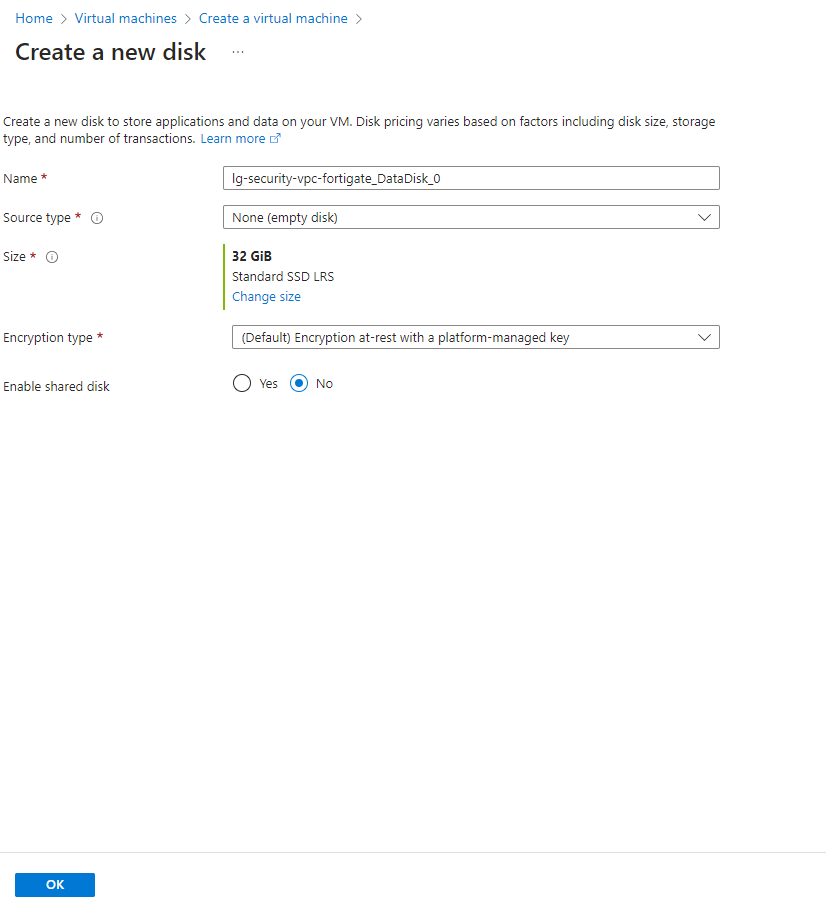 Home > Virtual machines > Create a virtual machine >
Create a new disk ...
Create a new disk to store applications and data on your VM. Disk pricing varies based on factors including disk size, storage
type, and number of transactions. Learn more
Name *
lg-security-vpc-fortigate_DataDisk_0
Source type *
None (empty disk)
Size *
32 GiB
Standard SSD LRS
Change size
Encryption type *
(Default) Encryption at-rest with a platform-managed key
Enable shared disk
Yes No
OK